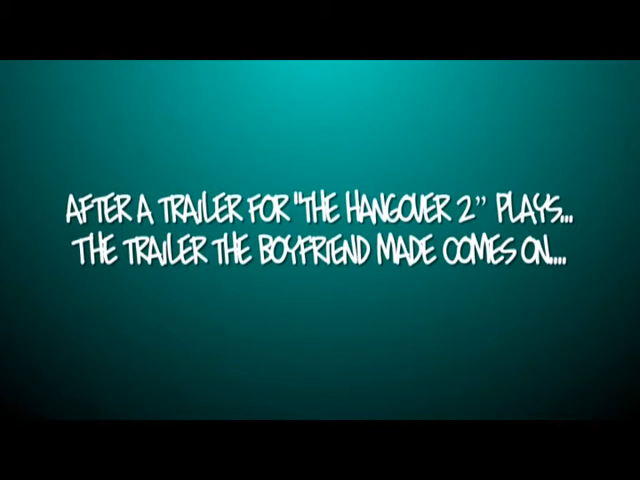 AFTER A TRAILER FOR "THE HANGOVER 2" PLAYS...
THE TRAILER THE BOYFRIEND MADE COMES ON....